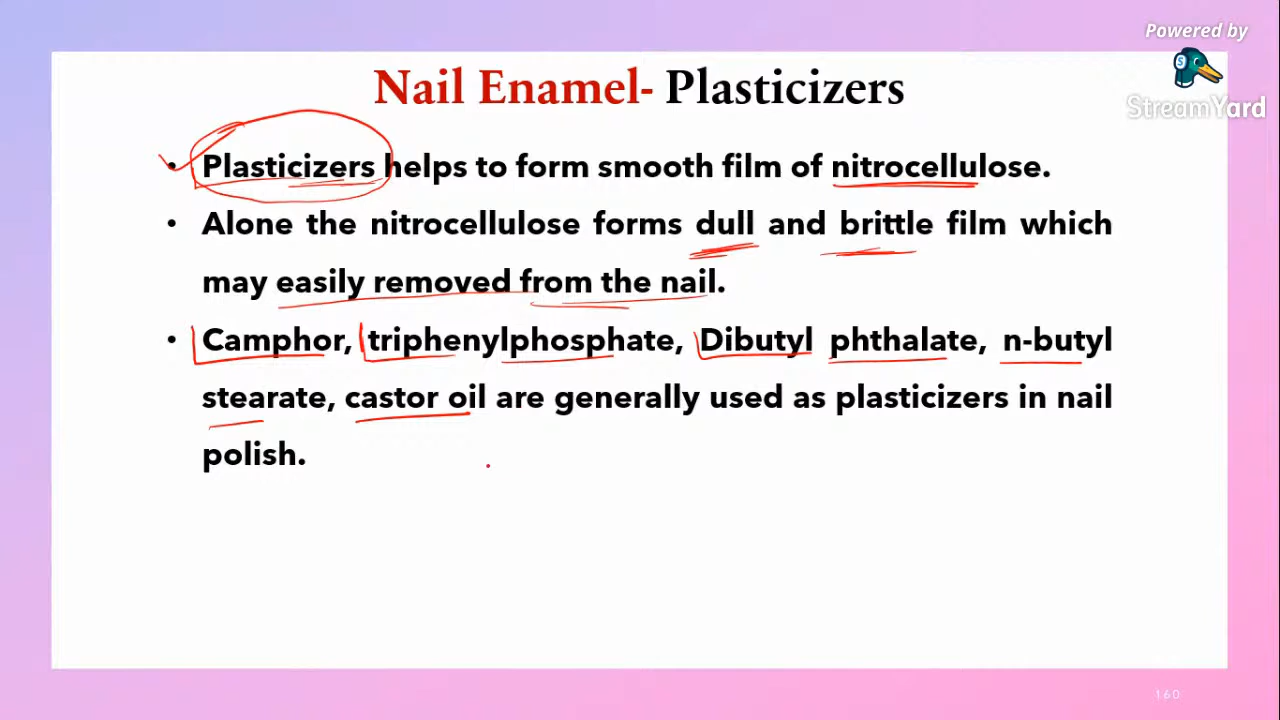 Powered by
StreamYard
Nail Enamel- Plasticizers
• Plasticizers helps to form smooth film of nitrocellulose.
• Alone the nitrocellulose forms dull and brittle film which
may easily removed from the nail.
• Camphor, triphenylphosphate, Dibutyl phthalate, n-butyl
stearate, castor oil are generally used as plasticizers in nail
polish.
160